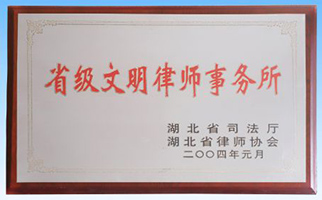 省级文明律师事务所
湖北省司法厅
湖北省律师协会
二〇〇四年元月